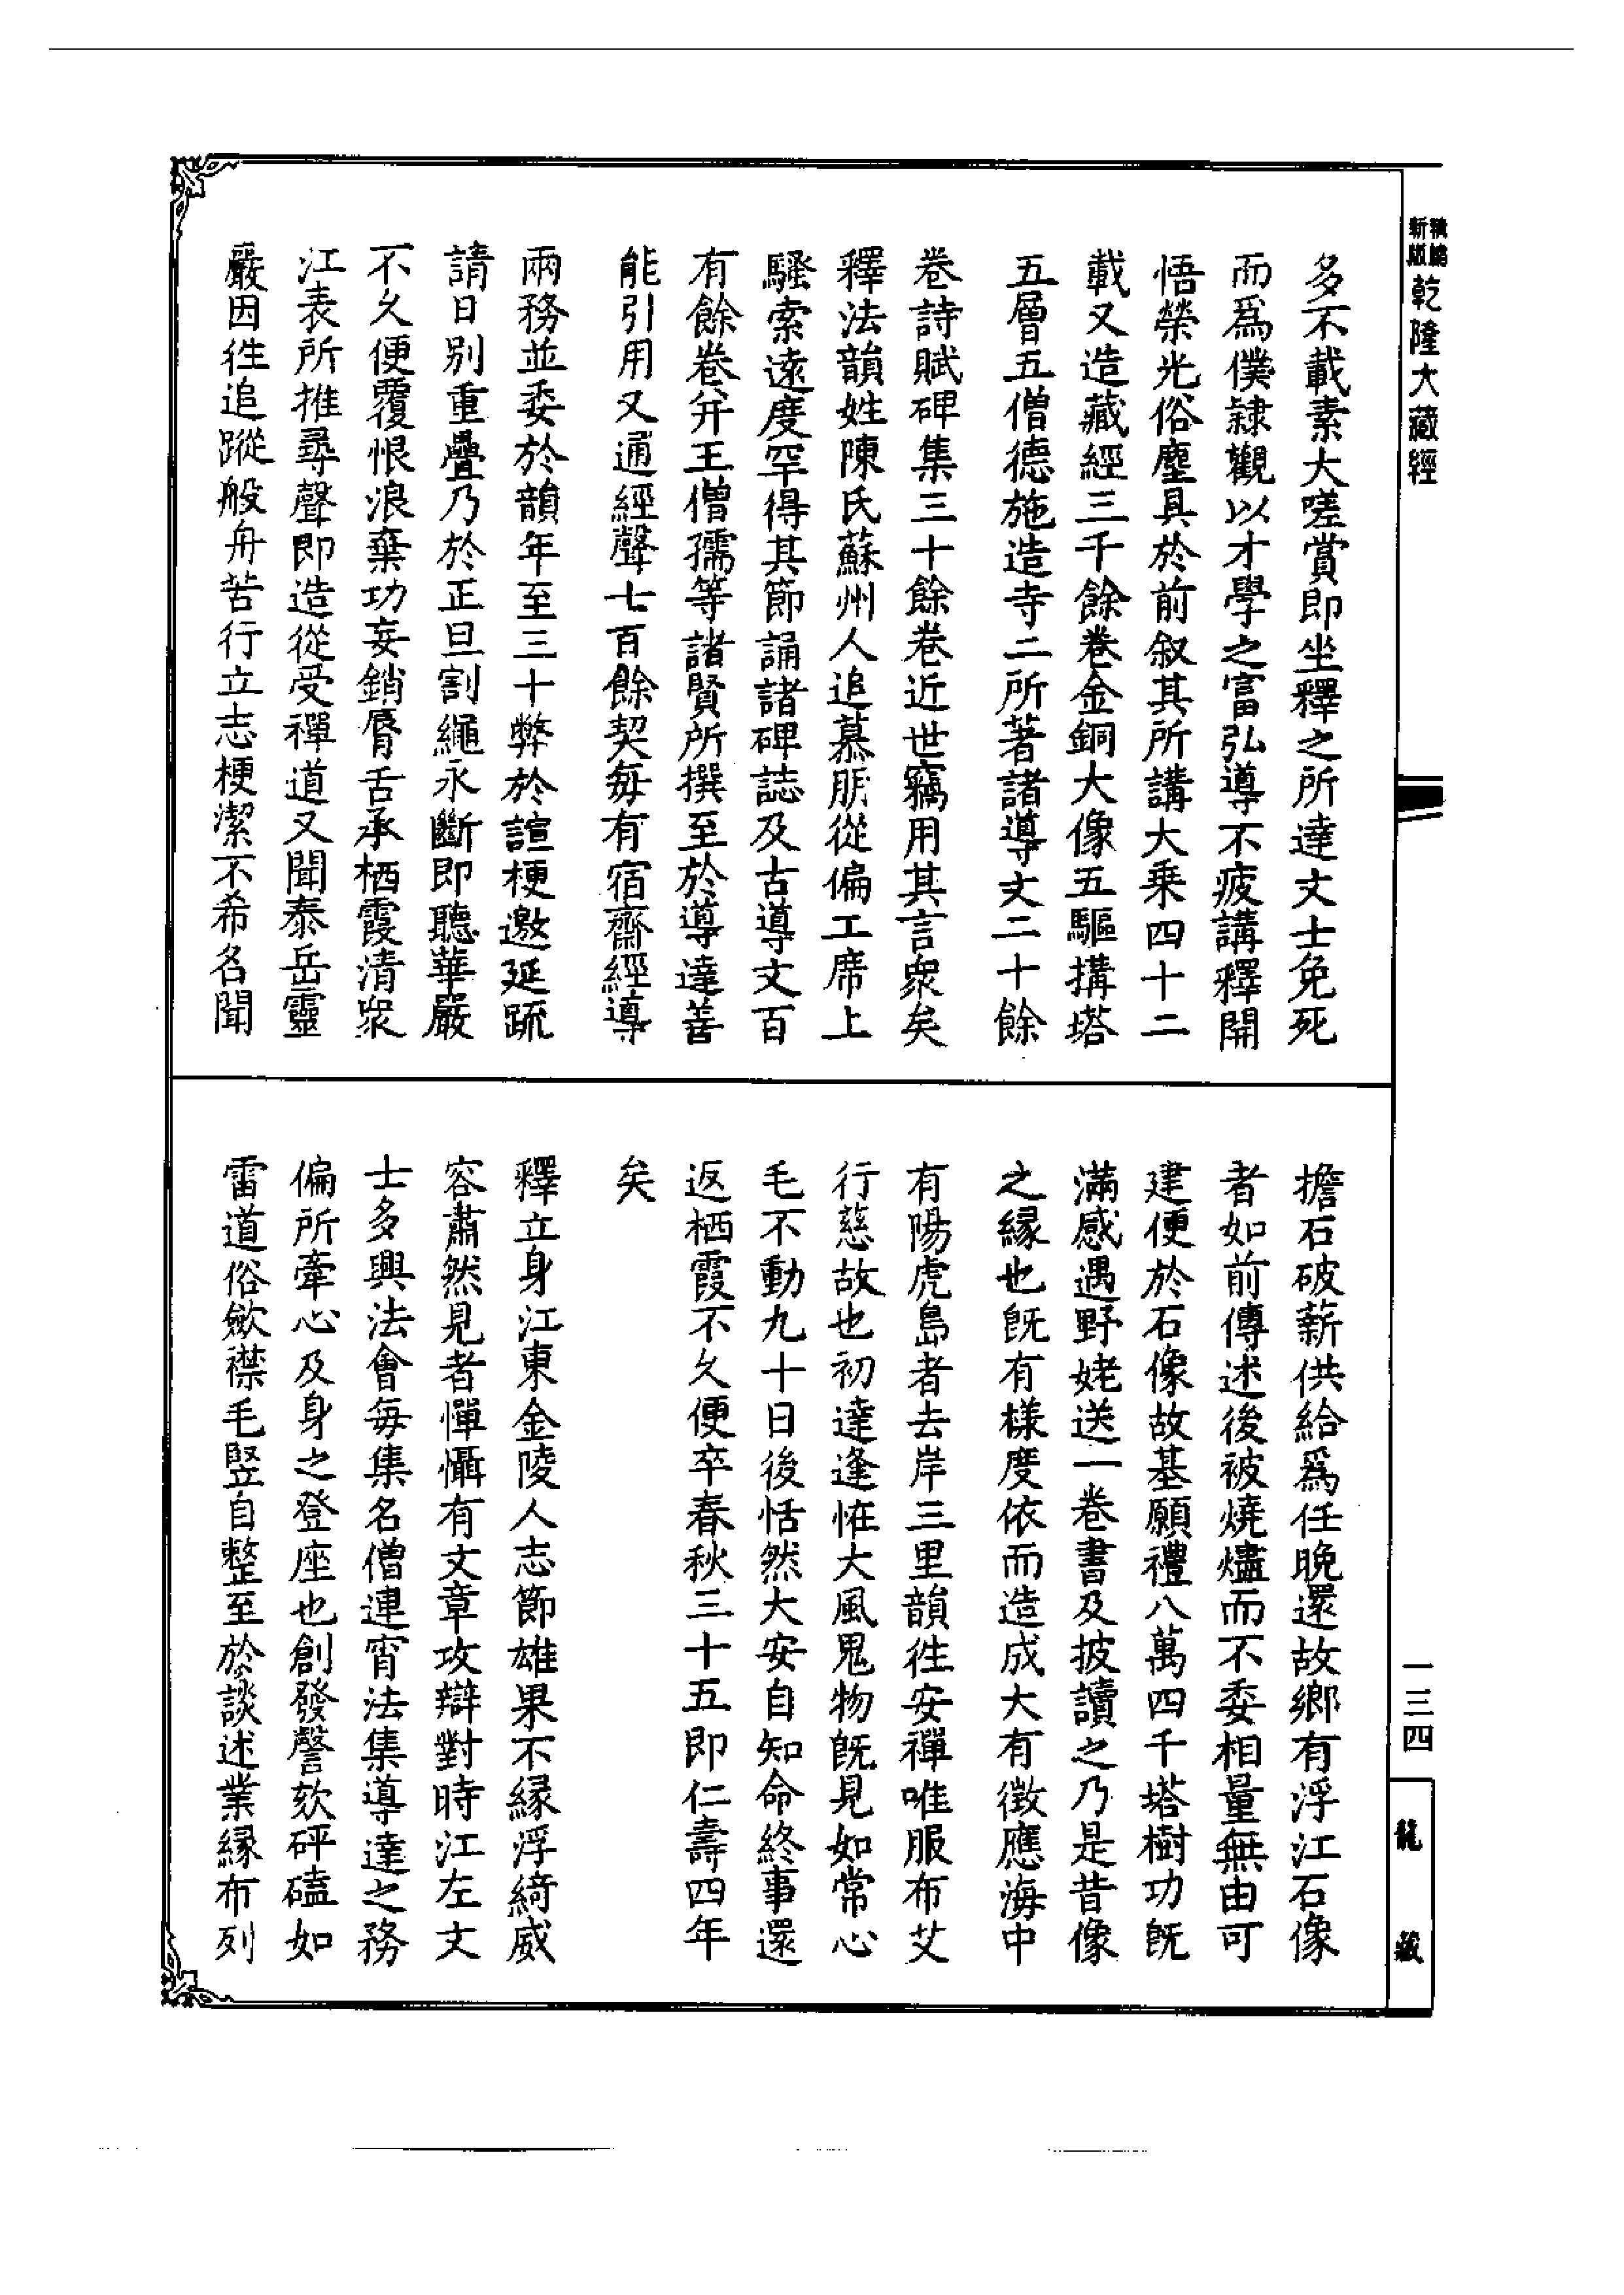 新版
乾隆大藏經
多不載素大嗟賞即坐釋之所達文士免死
而爲僕隷觀以才學之富弘導不疲講釋開
悟榮光俗塵具於前叙其所講大乘四十二
載又造藏經三千餘卷金銅大像五軀搆塔
五層五僧德施造寺二所著諸導文二十餘
卷詩賦碑集三十餘卷近世竊用其言衆矣
釋法韻姓陳氏蘇州人追慕朋從偏工席上
騷索遠度罕得其節誦諸碑誌及古導文百
有餘卷并王僧孺等諸賢所撰至於導達善
能引用又通經聲七百餘契每有宿齋經導
兩務並委於韻年至三十弊於諠梗邀延疏
請日別重疊乃於正旦割繩永斷即聽華嚴
不久便覆恨浪棄功妄銷脣舌承栖霞清衆
江表所推尋聲即造從受禪道又聞泰岳靈
嚴因徃追蹤般舟苦行立志梗潔不希名聞
擔石破薪供給爲任晚還故鄉有浮江石像
者如前傳述後被燒燼而不委相量無由可
建便於石像故基願禮八萬四千塔樹功旣
滿感遇野姥送一卷書及披讀之乃是昔像
之緣也旣有樣度依而造成大有徵應海中
有陽虎島者去岸三里韻徃安禪唯服布艾
行慈故也初達逢恠大風鬼物旣見如常心
毛不動九十日後恬然大安自知命終事還
返栖霞不久便卒春秋三十五即仁壽四年
矣
釋立身江東金陵人志節雄果不緣浮綺威
容肅然見者憚懾有文章攻辯對時江左文
士多興法會每集名僧連宵法集導達之務
偏所牽心及身之登座也創發謦欬砰磕如
雷道俗歛襟毛竪自整至於談述業緣布列
一三四
龍藏